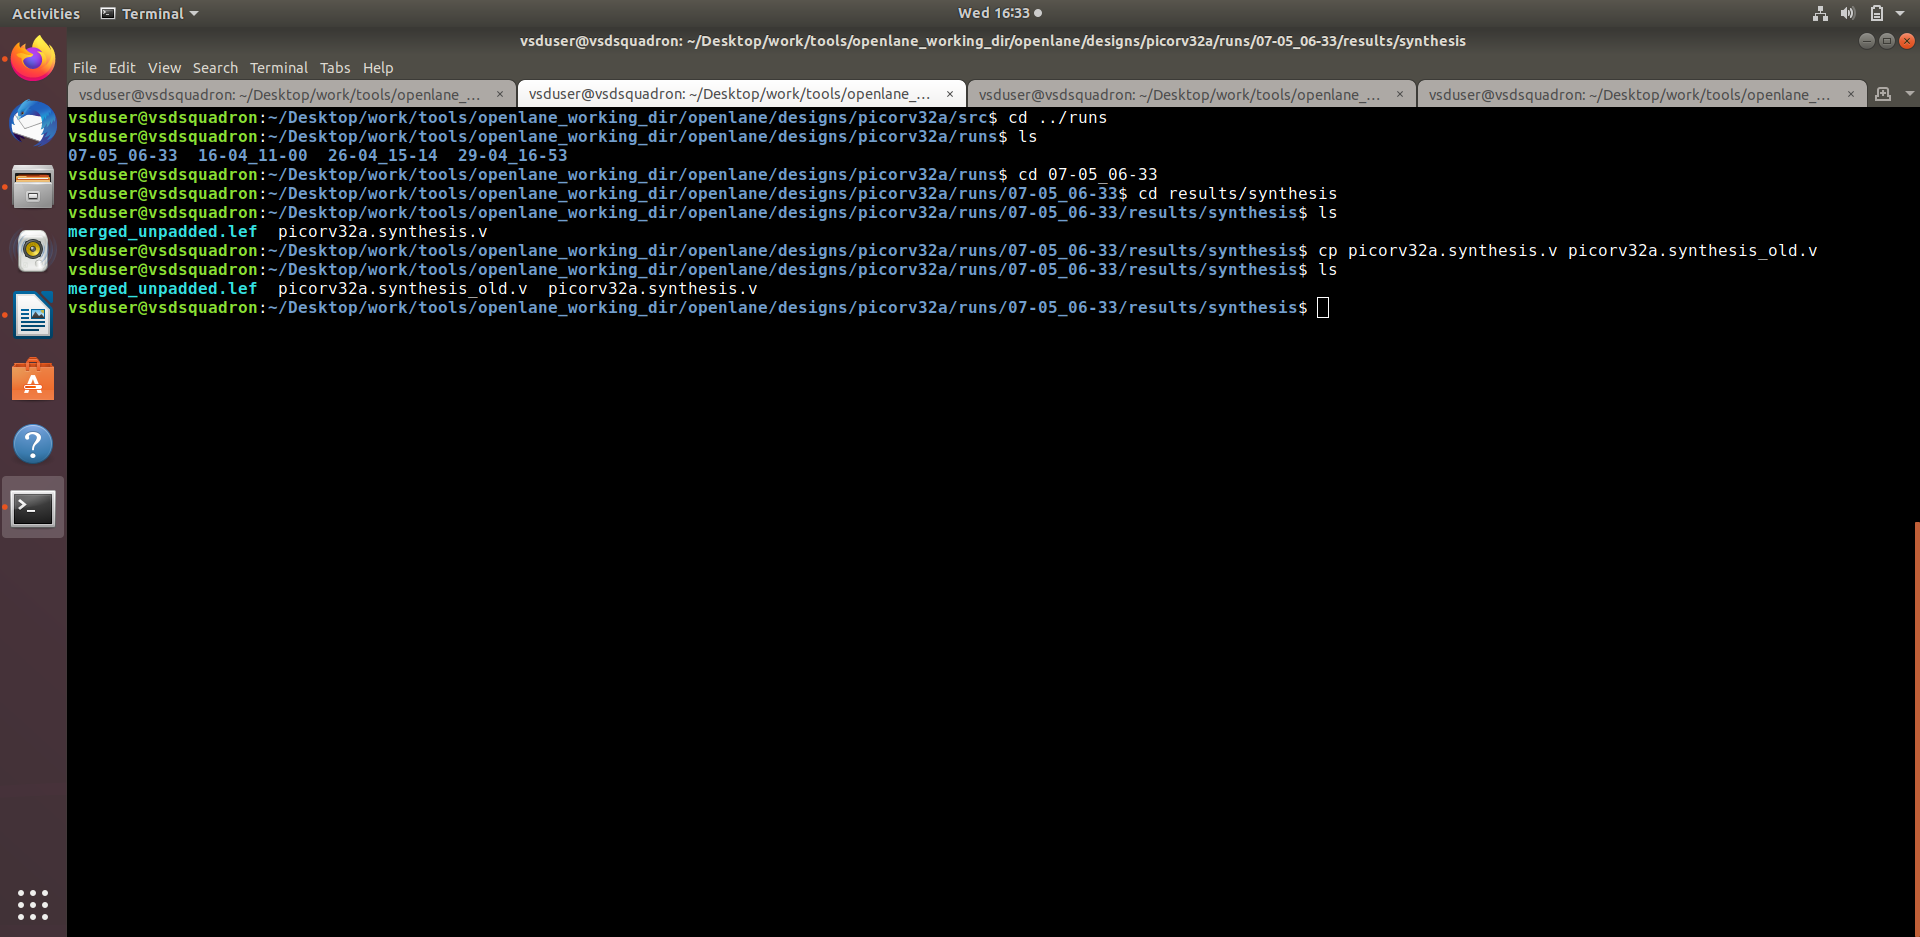 Activities Terminal Wed 16:33
vsduser@vsdsquadron: ~/Desktop/work/tools/openlane_working_dir/openlane/designs/picorv32a/runs/07-05_06-33/results/synthesis
File Edit View Search Terminal Tabs Help
vsduser@vsdsquadron: ~/Desktop/work/tools/openlane_... × vsduser@vsdsquadron: ~/Desktop/work/tools/openlane_... × vsduser@vsdsquadron: ~/Desktop/work/tools/openlane_... × vsduser@vsdsquadron: ~/Desktop/work/tools/openlane_... ×
vsduser@vsdsquadron:~/Desktop/work/tools/openlane_working_dir/openlane/designs/picorv32a/src$ cd ../runs
vsduser@vsdsquadron:~/Desktop/work/tools/openlane_working_dir/openlane/designs/picorv32a/runs$ ls
07-05_06-33  16-04_11-00  26-04_15-14  29-04_16-53
vsduser@vsdsquadron:~/Desktop/work/tools/openlane_working_dir/openlane/designs/picorv32a/runs$ cd 07-05_06-33
vsduser@vsdsquadron:~/Desktop/work/tools/openlane_working_dir/openlane/designs/picorv32a/runs/07-05_06-33$ cd results/synthesis
vsduser@vsdsquadron:~/Desktop/work/tools/openlane_working_dir/openlane/designs/picorv32a/runs/07-05_06-33/results/synthesis$ ls
merged_unpadded.lef  picorv32a.synthesis.v
vsduser@vsdsquadron:~/Desktop/work/tools/openlane_working_dir/openlane/designs/picorv32a/runs/07-05_06-33/results/synthesis$ cp picorv32a.synthesis.v picorv32a.synthesis_old.v
vsduser@vsdsquadron:~/Desktop/work/tools/openlane_working_dir/openlane/designs/picorv32a/runs/07-05_06-33/results/synthesis$ ls
merged_unpadded.lef  picorv32a.synthesis_old.v  picorv32a.synthesis.v
vsduser@vsdsquadron:~/Desktop/work/tools/openlane_working_dir/openlane/designs/picorv32a/runs/07-05_06-33/results/synthesis$